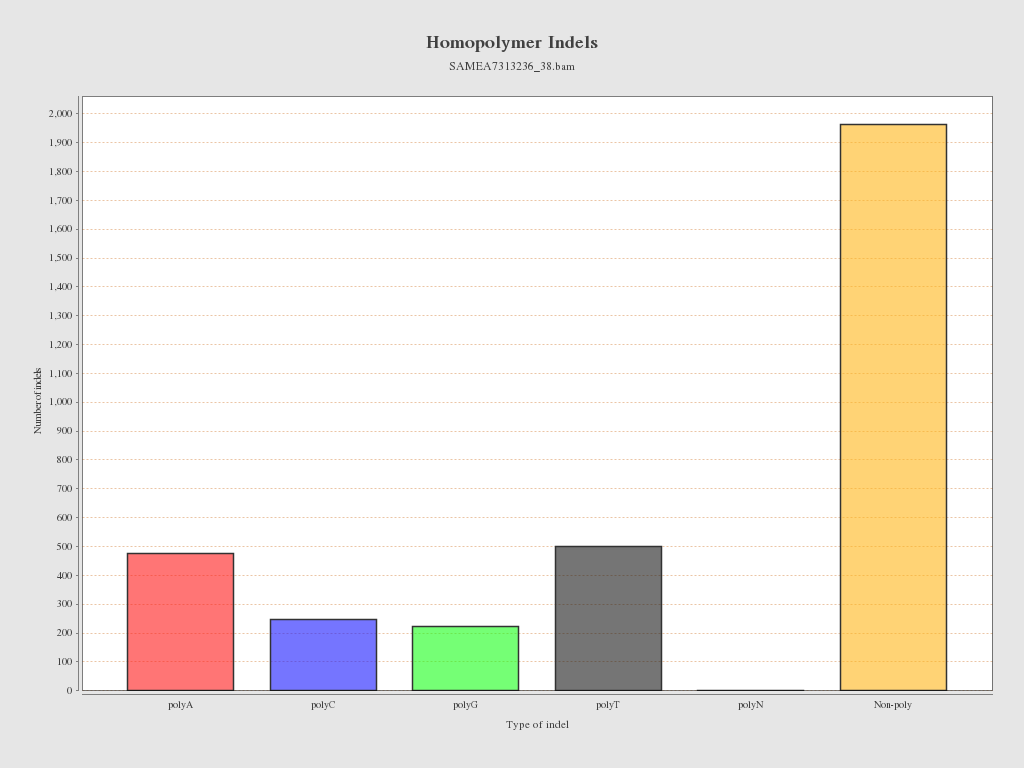 Homopolymer Indels
SAMEA7313236_38.bam
2,000
1,900
1,800
1,700
1,600
1,500
1,400
1,300
1,200
1,100
1,000
900
800
700
600
500
400
300
200
100
0
Number of indels
polyA
polyC
polyG
polyT
polyN
Non-poly
Type of indel